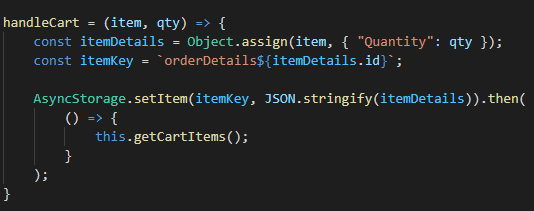 handleCart = (item, qty) => {
    const itemDetails = Object.assign(item, { "Quantity": qty });
    const itemKey = `orderDetails${itemDetails.id}`;

    AsyncStorage.setItem(itemKey, JSON.stringify(itemDetails)).then(
        () => {
            this.getCartItems();
        }
    );
}